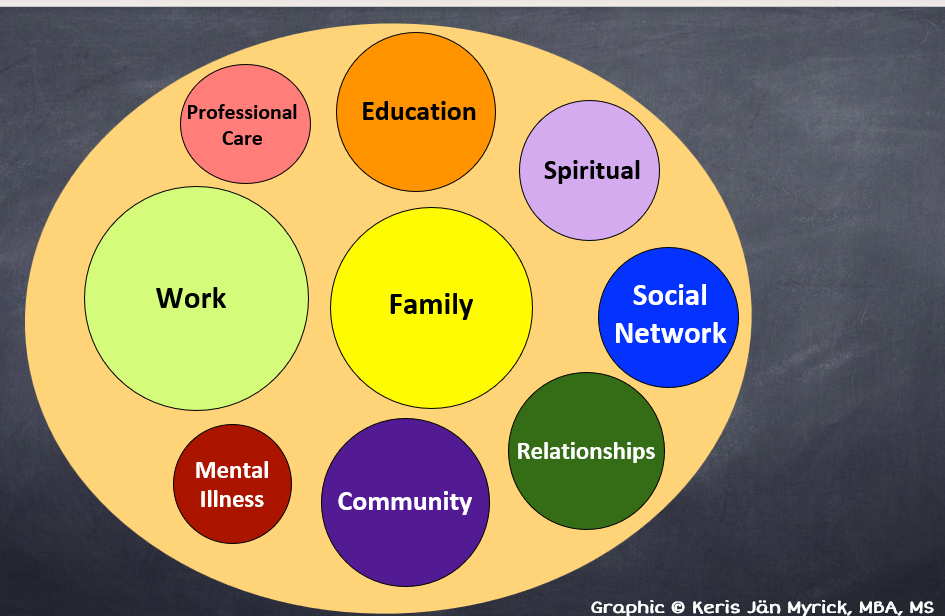 Professional
Care
Education
Spiritual
Work
Family
Social
Network
Mental
Illness
Community
Relationships
Graphic © Keris Jän Myrick, MBA, MS